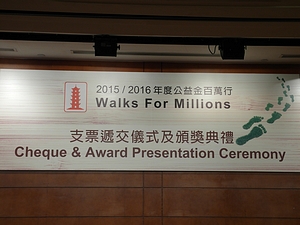 2015 / 2016 年度公益金百萬行
Walks For Millions
支票遞交儀式及頒獎典禮
Cheque & Award Presentation Ceremony